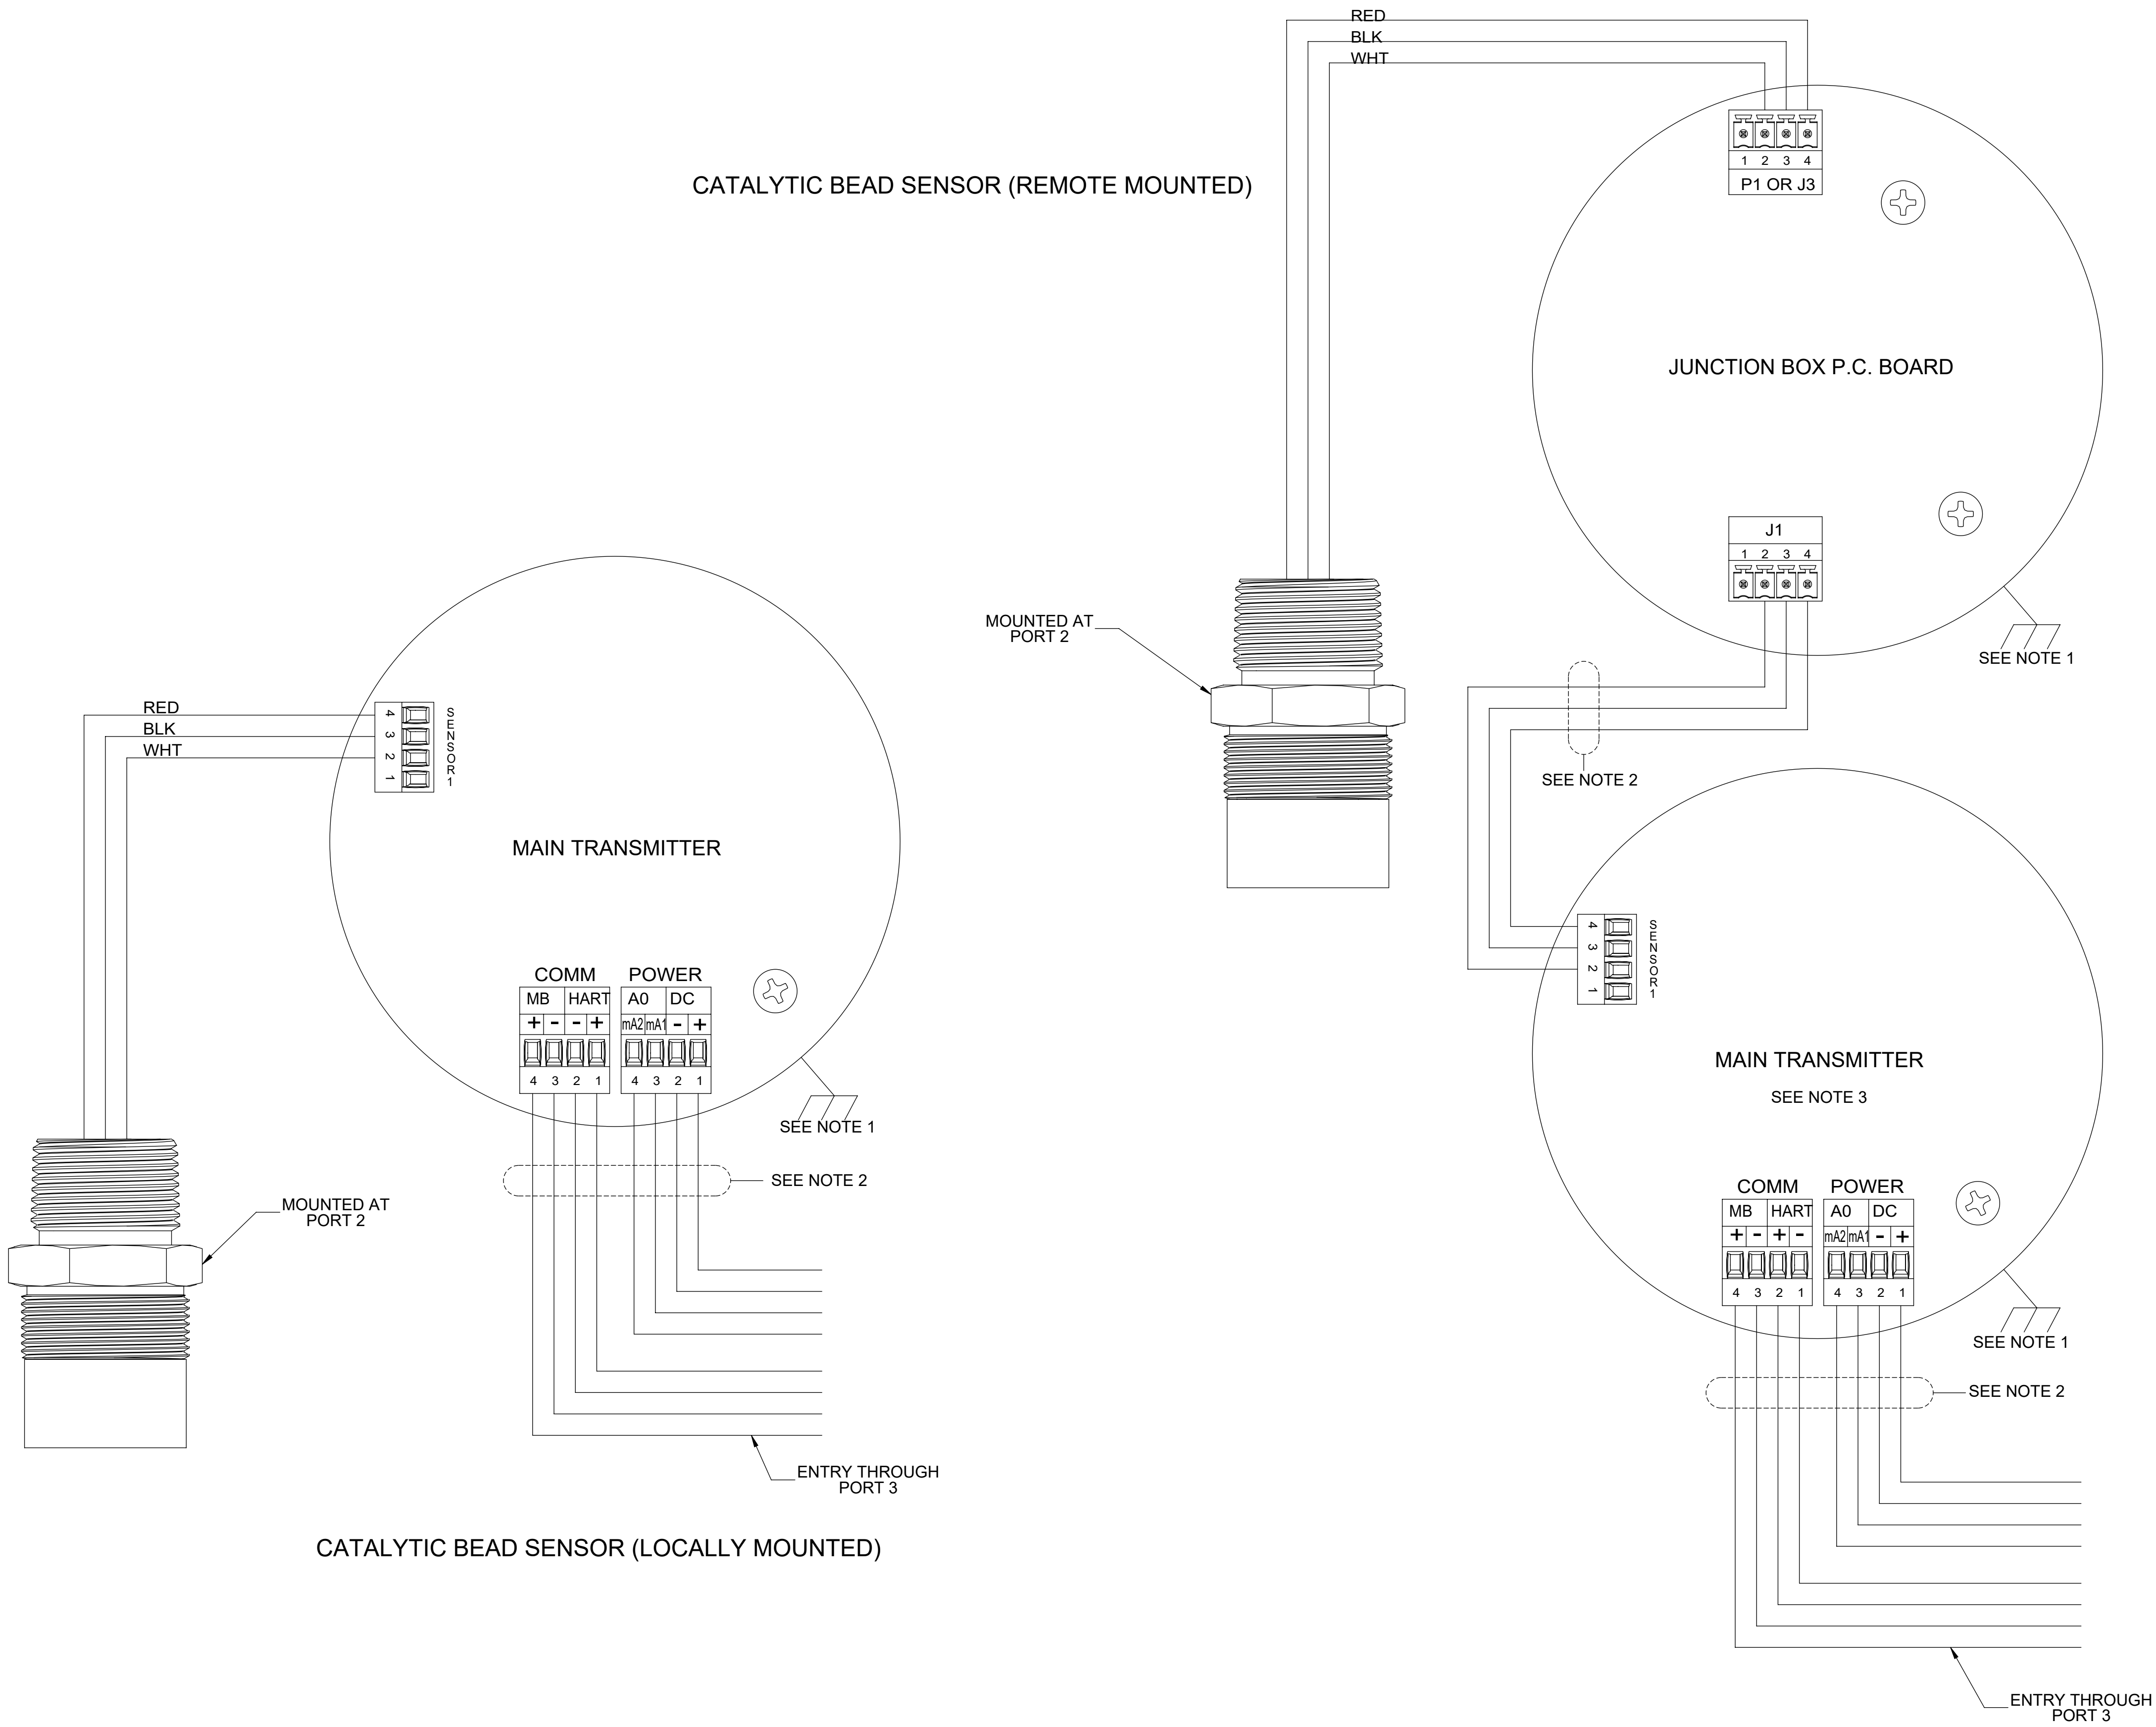 RED
BLK
WHT
1 2 3 4
P1 OR J3
CATALYTIC BEAD SENSOR (REMOTE MOUNTED)
JUNCTION BOX P.C. BOARD
J1
1 2 3 4
MOUNTED AT
PORT 2
SEE NOTE 1
SEE NOTE 2
RED
BLK
WHT
4
3
2
1
SENSOR1
MAIN TRANSMITTER
COMM POWER
MB HART A0 DC
+ - - + mA2 mA1 - +
4 3 2 1 4 3 2 1
SEE NOTE 1
SEE NOTE 2
MOUNTED AT
PORT 2
ENTRY THROUGH
PORT 3
CATALYTIC BEAD SENSOR (LOCALLY MOUNTED)
4
3
2
1
SENSOR1
MAIN TRANSMITTER
SEE NOTE 3
COMM POWER
MB HART A0 DC
+ - + - mA2 mA1 - +
4 3 2 1 4 3 2 1
SEE NOTE 1
SEE NOTE 2
ENTRY THROUGH
PORT 3